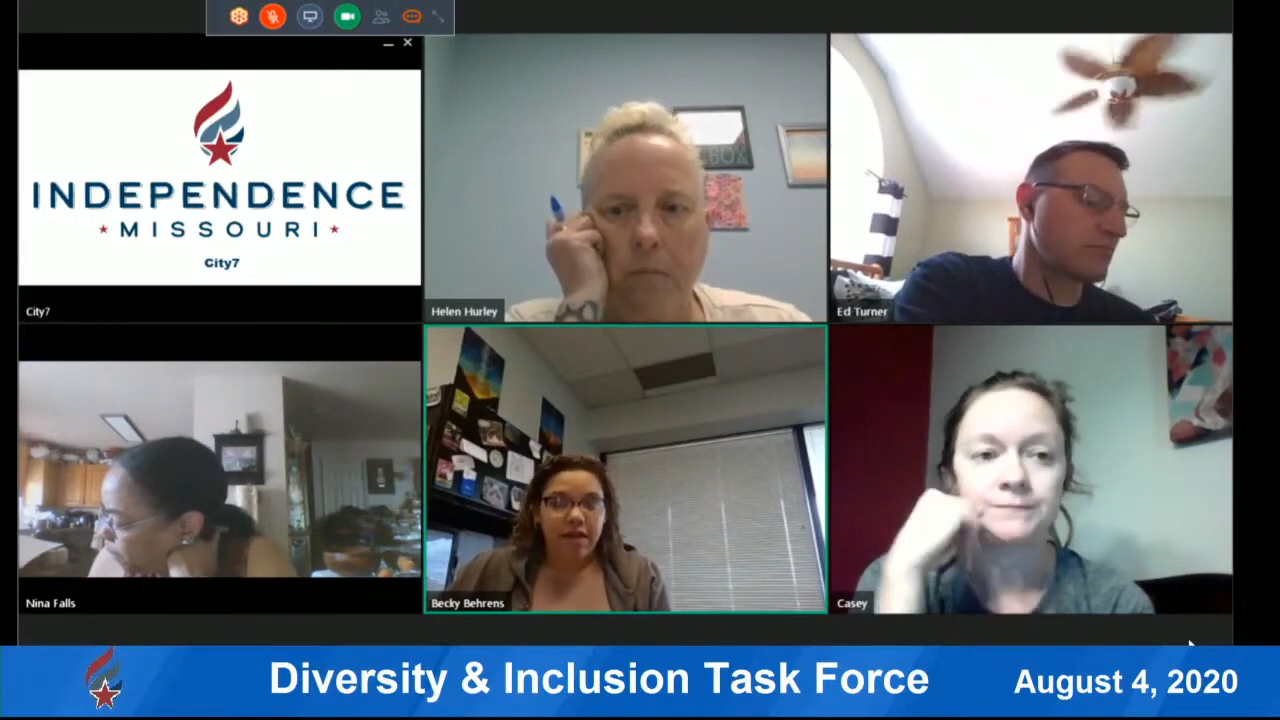 INDEPENDENCE
MISSOURI
City7
City7
Helen Hurley
BOX
Ed Turner
Nina Falls
Becky Behrens
Casey
Diversity & Inclusion Task Force
August 4, 2020